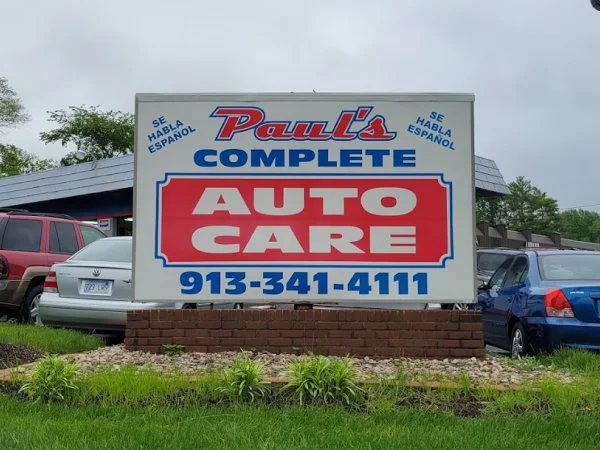 Paul's
SE
HABLA
ESPAÑOL
SE
HABLA
ESPAÑOL
COMPLETE
AUTO
CARE
913-341-4111